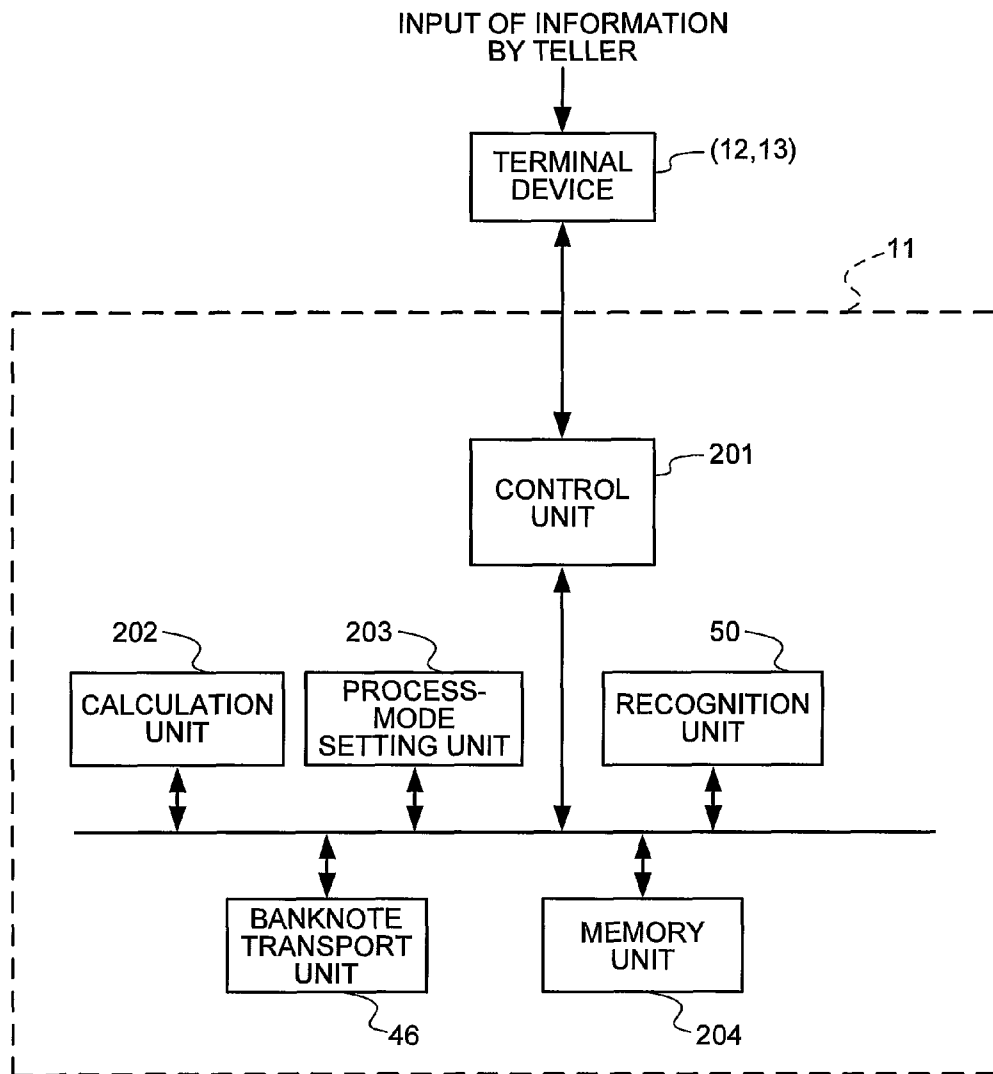 INPUT OF INFORMATION
BY TELLER
TERMINAL
DEVICE
(12,13)
11
CONTROL
UNIT
201
202
203
50
CALCULATION
UNIT
PROCESS-
MODE
SETTING UNIT
RECOGNITION
UNIT
BANKNOTE
TRANSPORT
UNIT
MEMORY
UNIT
46
204